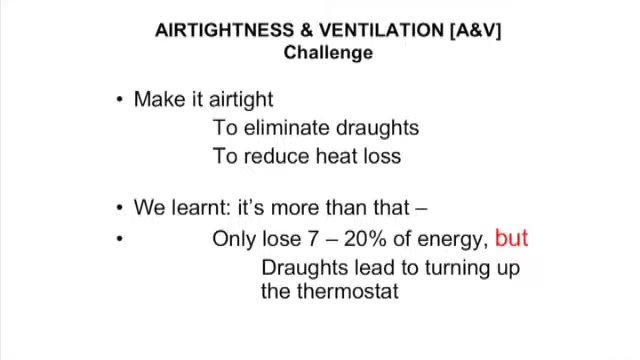 AIRTIGHTNESS & VENTILATION [A&V]
Challenge
• Make it airtight
To eliminate draughts
To reduce heat loss
• We learnt: it's more than that –
• Only lose 7 – 20% of energy, but
Draughts lead to turning up
the thermostat